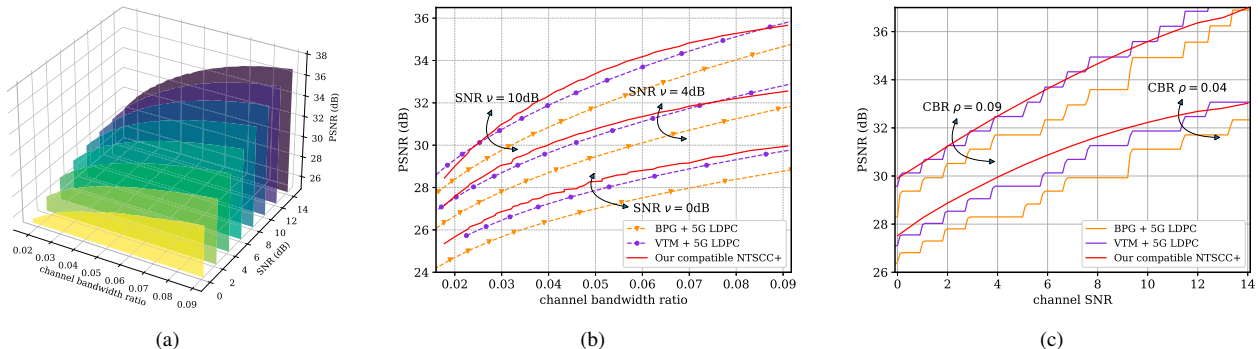 38
36
34
32
30
28
26
PSNR (dB)
14
12
10
8
6
4
2
0
SNR (dB)
0.02
0.03
0.04
0.05
0.06
0.07
0.08
0.09
channel bandwidth ratio
(a)
36
34
32
30
28
26
24
PSNR (dB)
SNR ν = 10dB
SNR ν = 4dB
SNR ν = 0dB
BPG + 5G LDPC
VTM + 5G LDPC
Our compatible NTSCC+
0.02 0.03 0.04 0.05 0.06 0.07 0.08 0.09
channel bandwidth ratio
(b)
36
34
32
30
28
26
PSNR (dB)
CBR ρ = 0.09
CBR ρ = 0.04
BPG + 5G LDPC
VTM + 5G LDPC
Our compatible NTSCC+
0 2 4 6 8 10 12 14
channel SNR
(c)